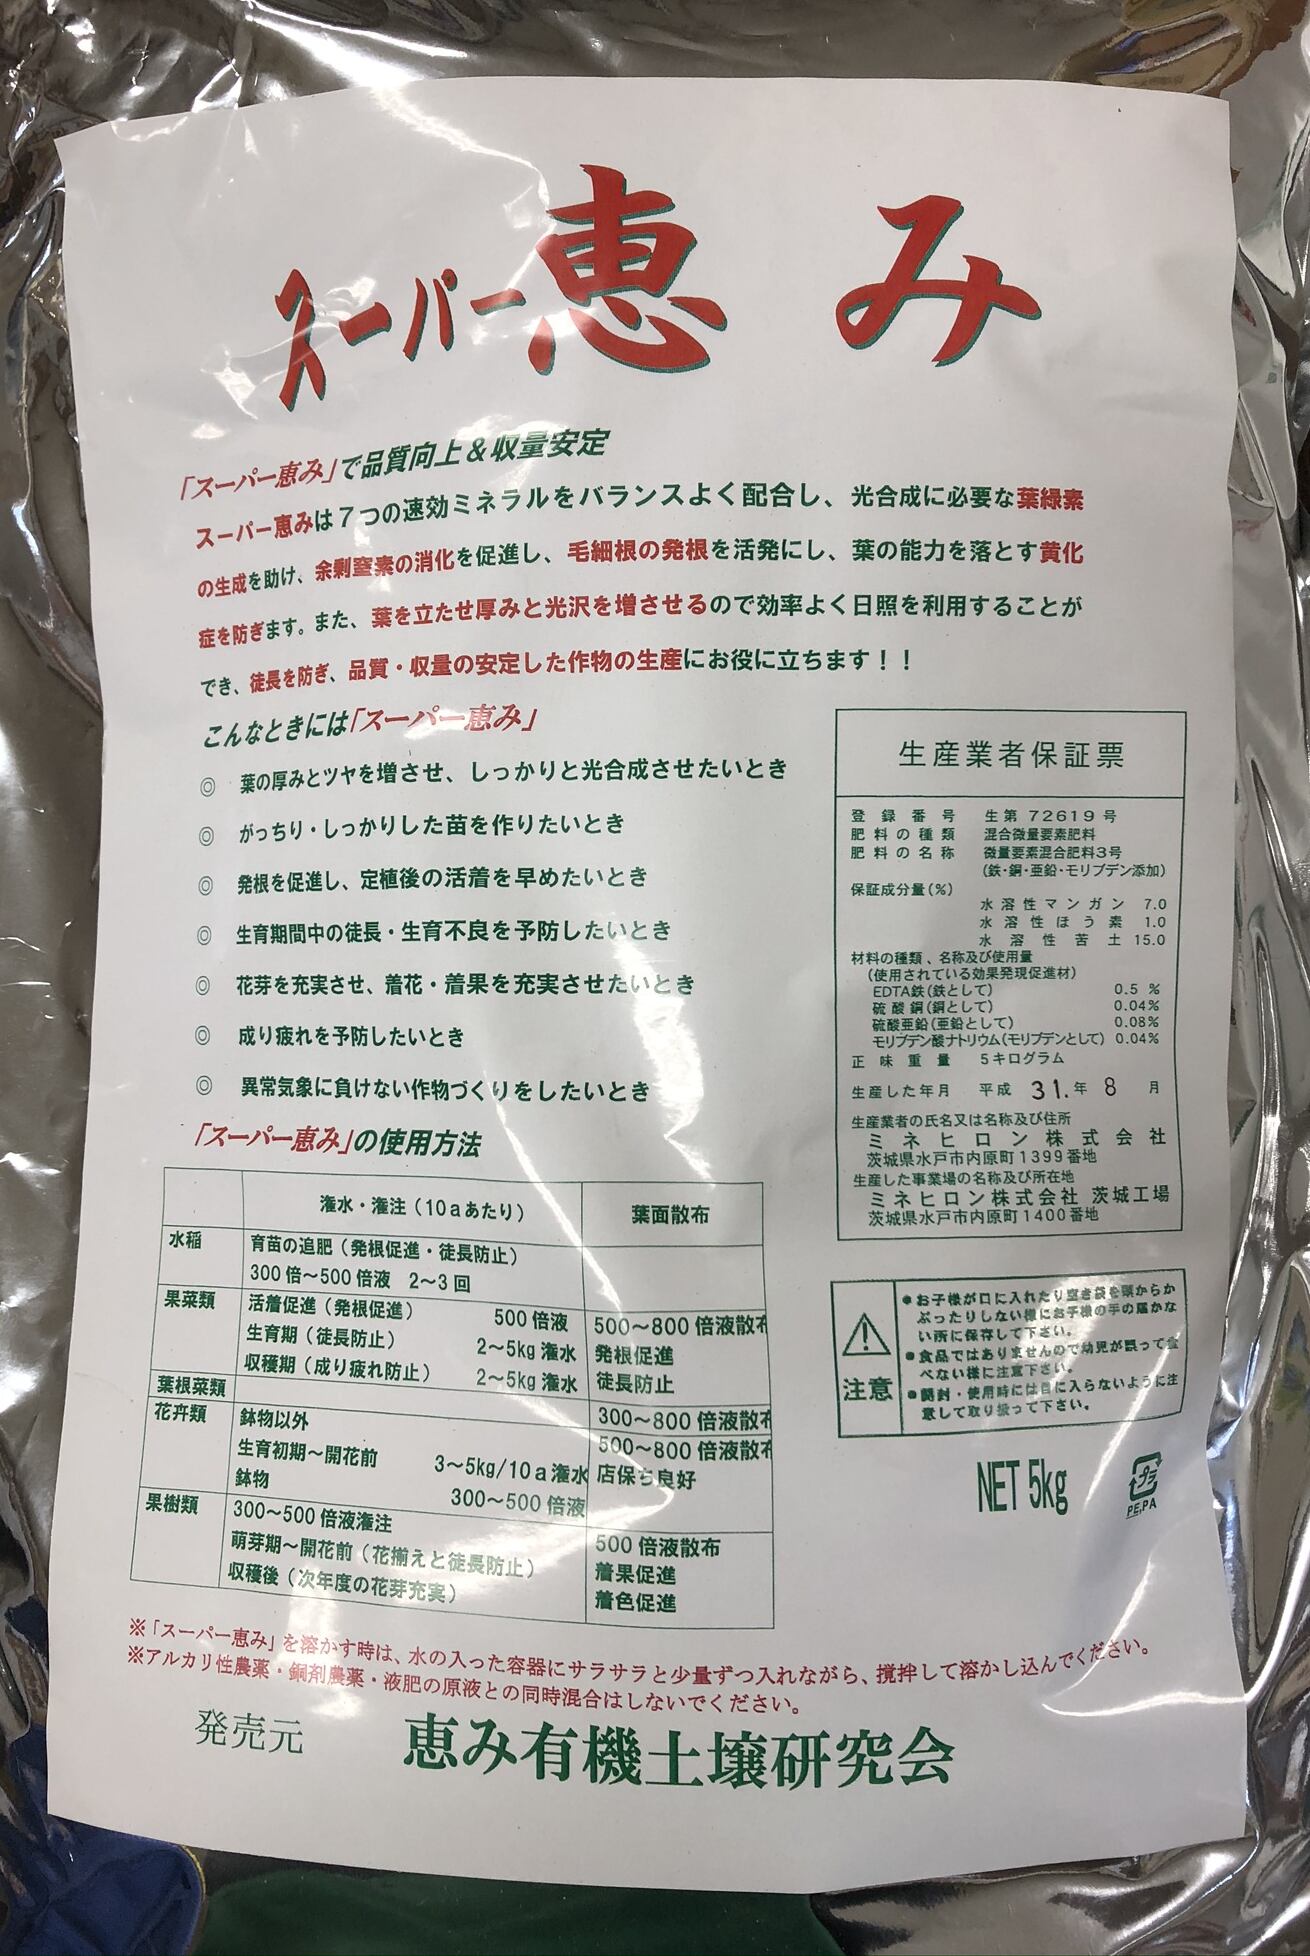 スーパー恵み
「スーパー恵み」で品質向上＆収量安定
スーパー恵みは７つの速効ミネラルをバランスよく配合し、光合成に必要な葉緑素
の生成を助け、余剰窒素の消化を促進し、毛細根の発根を活発にし、葉の能力を落とす黄化
症を防ぎます。また、葉を立たせ厚みと光沢を増させるので効率よく日照を利用することが
でき、徒長を防ぎ、品質・収量の安定した作物の生産にお役に立ちます！！
こんなときには「スーパー恵み」
◎ 葉の厚みとツヤを増させ、しっかりと光合成させたいとき
◎ がっちり・しっかりした苗を作りたいとき
◎ 発根を促進し、定植後の活着を早めたいとき
◎ 生育期間中の徒長・生育不良を予防したいとき
◎ 花芽を充実させ、着花・着果を充実させたいとき
◎ 成り疲れを予防したいとき
◎ 異常気象に負けない作物づくりをしたいとき
「スーパー恵み」の使用方法
潅水・潅注（10aあたり） 葉面散布
水稲 育苗の追肥（発根促進・徒長防止）
300倍～500倍液 2～3回
果菜類 活着促進（発根促進） 500倍液 500～800倍液散布
生育期（徒長防止） 2～5kg潅水 発根促進
収穫期（成り疲れ防止） 2～5kg潅水 徒長防止
葉根菜類 300～800倍液散布
花卉類 鉢物以外 500～800倍液散布
生育初期～開花前 3～5kg/10a潅水 店保ち良好
鉢物 300～500倍液
果樹類 300～500倍液潅注 500倍液散布
萌芽期～開花前（花揃えと徒長防止） 着果促進
収穫後（次年度の花芽充実） 着色促進
生産業者保証票
登録番号 生第72619号
肥料の種類 混合微量要素肥料
肥料の名称 微量要素混合肥料3号
（鉄・銅・亜鉛・モリブデン添加）
保証成分量（%）
水溶性マンガン 7.0
水溶性ほう素 1.0
水溶性苦土 15.0
材料の種類、名称及び使用量
（使用されている効果発現促進材）
EDTA鉄（鉄として） 0.5 %
硫酸銅（銅として） 0.04%
硫酸亜鉛（亜鉛として） 0.08%
モリブデン酸ナトリウム（モリブデンとして） 0.04%
正味重量 5キログラム
生産した年月 平成 31.年 8 月
生産業者の氏名又は名称及び住所
ミネヒロン株式会社
茨城県水戸市内原町1399番地
生産した事業場の名称及び所在地
ミネヒロン株式会社 茨城工場
茨城県水戸市内原町1400番地
注意
●お子様が口に入れたり空き袋を頭からか
ぶったりしない様にお子様の手の届かな
い所に保存して下さい。
●食品ではありませんので幼児が誤って食
べない様に注意下さい。
●開封・使用時には目に入らないように注
意して取り扱って下さい。
NET 5kg
プラ
PE,PA
※「スーパー恵み」を溶かす時は、水の入った容器にサラサラと少量ずつ入れながら、撹拌して溶かし込んでください。
※アルカリ性農薬・銅剤農薬・液肥の原液との同時混合はしないでください。
発売元 恵み有機土壌研究会